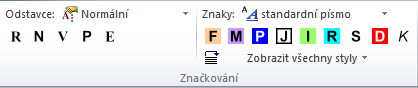 Odstavce: Normální
Znaky: standardní písmo
R N V P E
F M P J I R S D K
Zobrazit všechny styly
Značkování